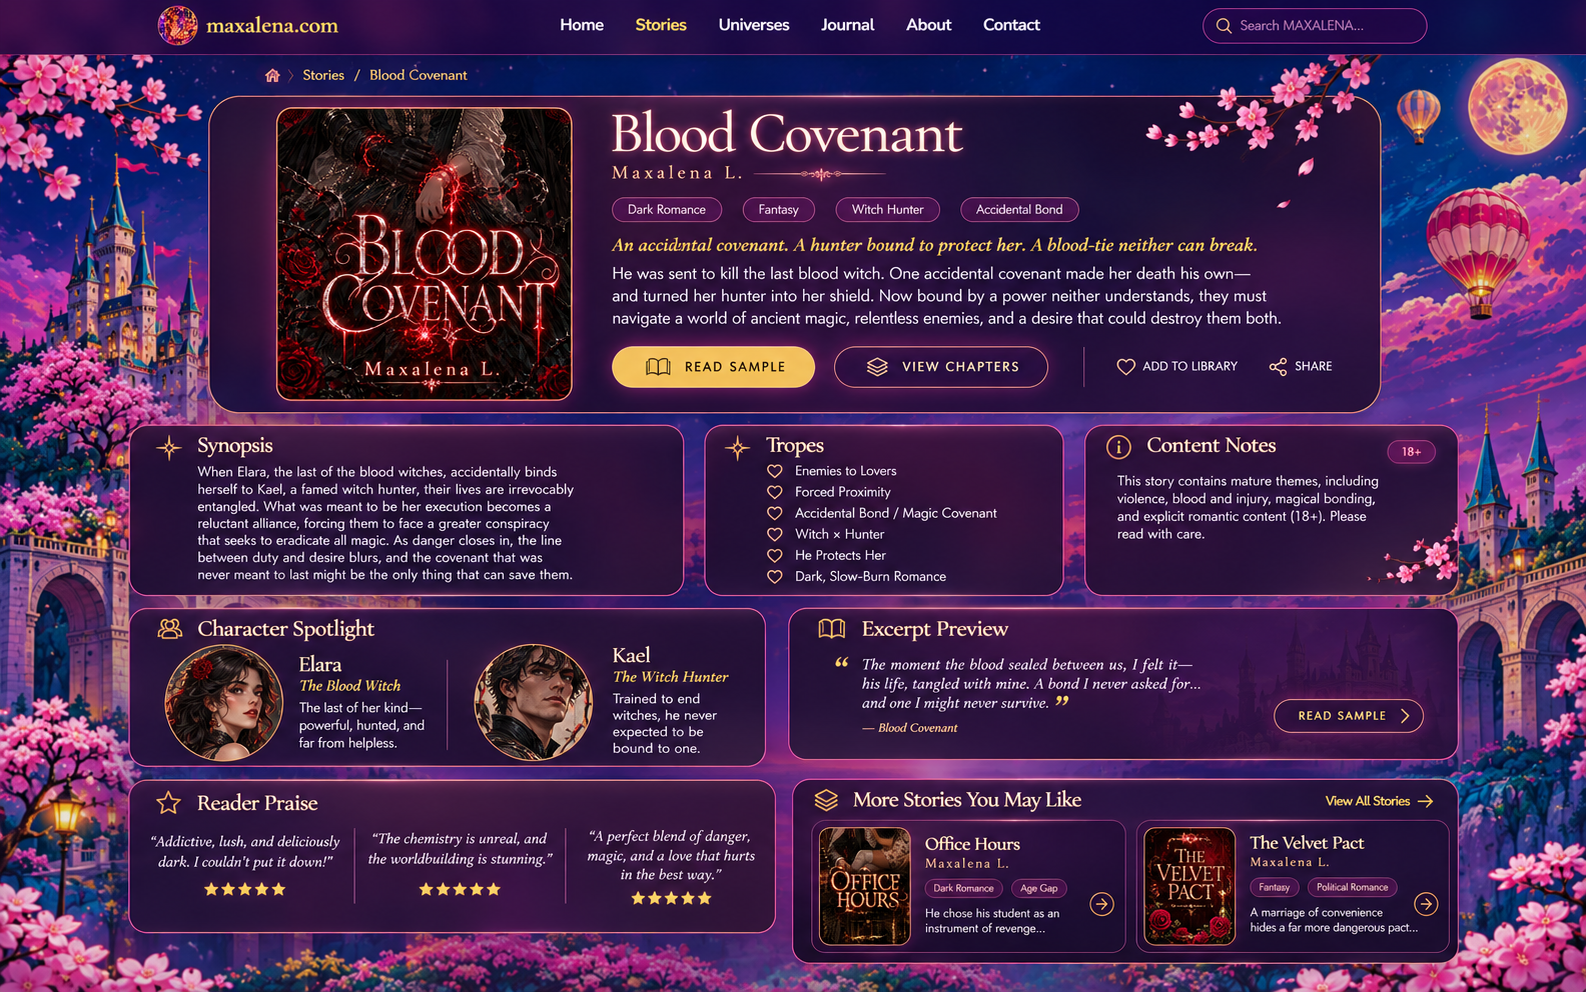 maxalena.com
Home Stories Universes Journal About Contact
Search MAXALENA...
Stories / Blood Covenant
BLOOD
COVENANT
Maxalena L.
Blood Covenant
Maxalena L.
Dark Romance Fantasy Witch Hunter Accidental Bond
An accidental covenant. A hunter bound to protect her. A blood-tie neither can break.
He was sent to kill the last blood witch. One accidental covenant made her death his own—
and turned her hunter into her shield. Now bound by a power neither understands, they must
navigate a world of ancient magic, relentless enemies, and a desire that could destroy them both.
READ SAMPLE VIEW CHAPTERS ADD TO LIBRARY SHARE
Synopsis
When Elara, the last of the blood witches, accidentally binds
herself to Kael, a famed witch hunter, their lives are irrevocably
entangled. What was meant to be her execution becomes a
reluctant alliance, forcing them to face a greater conspiracy
that seeks to eradicate all magic. As danger closes in, the line
between duty and desire blurs, and the covenant that was
never meant to last might be the only thing that can save them.
Tropes
Enemies to Lovers
Forced Proximity
Accidental Bond / Magic Covenant
Witch × Hunter
He Protects Her
Dark, Slow-Burn Romance
Content Notes
18+
This story contains mature themes, including
violence, blood and injury, magical bonding,
and explicit romantic content (18+). Please
read with care.
Character Spotlight
Elara
The Blood Witch
The last of her kind—
powerful, hunted, and
far from helpless.
Kael
The Witch Hunter
Trained to end
witches, he never
expected to be
bound to one.
Excerpt Preview
“ The moment the blood sealed between us, I felt it—
his life, tangled with mine. A bond I never asked for...
and one I might never survive. ”
— Blood Covenant
READ SAMPLE
Reader Praise
“Addictive, lush, and deliciously
dark. I couldn't put it down!"
“The chemistry is unreal, and
the worldbuilding is stunning.”
“A perfect blend of danger,
magic, and a love that hurts
in the best way.”
More Stories You May Like
View All Stories
OFFICE
HOURS
Office Hours
Maxalena L.
Dark Romance Age Gap
He chose his student as an
instrument of revenge...
THE
VELVET
PACT
The Velvet Pact
Maxalena L.
Fantasy Political Romance
A marriage of convenience
hides a far more dangerous pact...